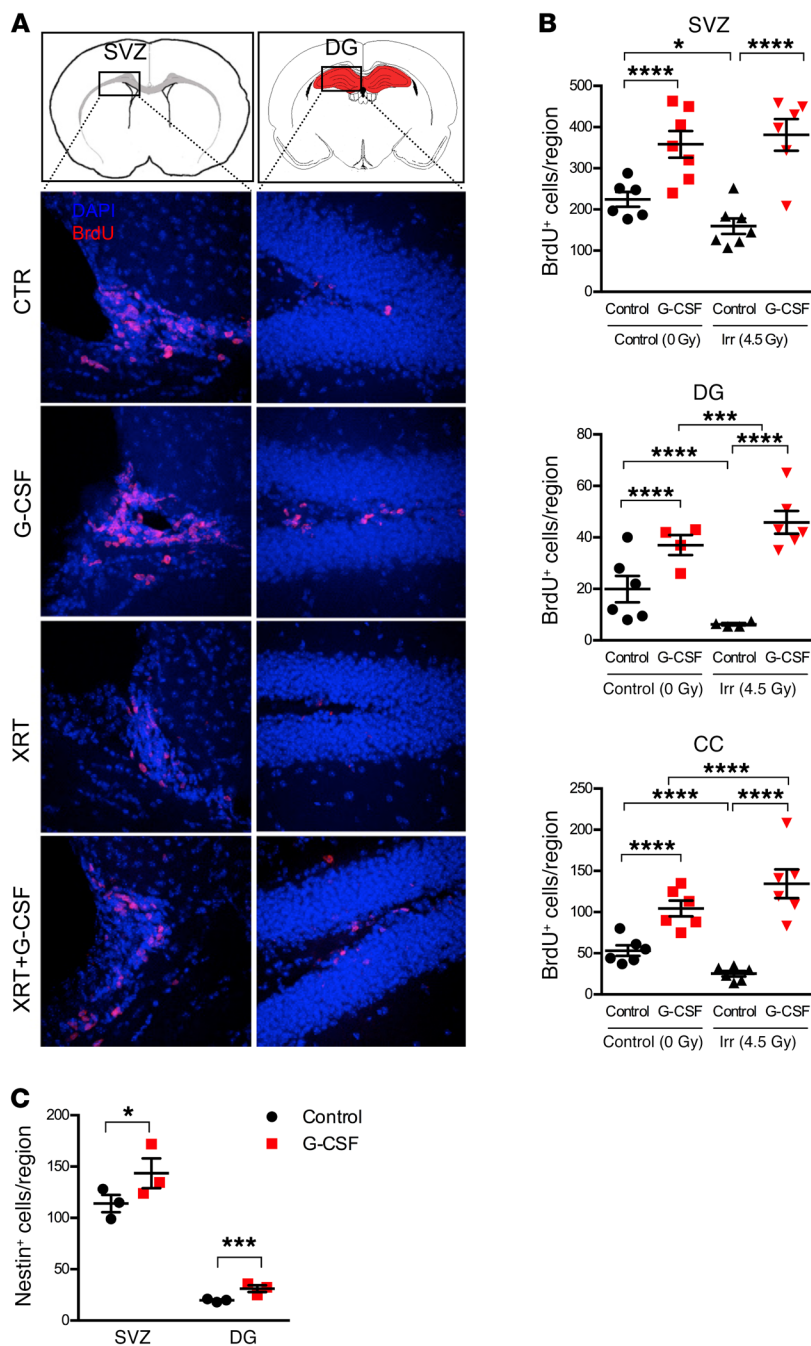 A
SVZ
DG
DAPI
BrdU
CTR
G-CSF
XRT
XRT+G-CSF
B
SVZ
*
****
****
BrdU⁺ cells/region
500
400
300
200
100
0
Control G-CSF Control G-CSF
Control (0 Gy) Irr (4.5 Gy)
DG
***
****
****
****
BrdU⁺ cells/region
80
60
40
20
0
Control G-CSF Control G-CSF
Control (0 Gy) Irr (4.5 Gy)
CC
****
****
****
****
BrdU⁺ cells/region
250
200
150
100
50
0
Control G-CSF Control G-CSF
Control (0 Gy) Irr (4.5 Gy)
C
Nestin⁺ cells/region
200
150
100
50
0
*
***
Control
G-CSF
SVZ DG